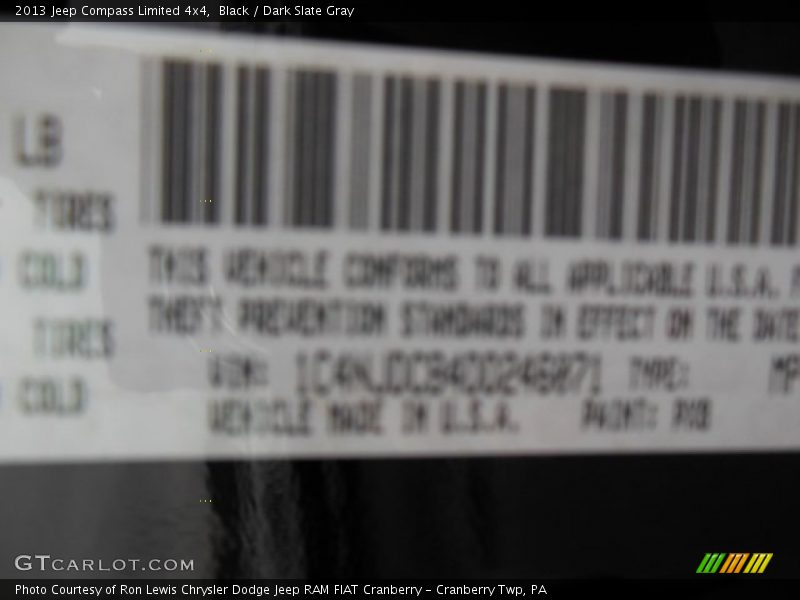 2013 Jeep Compass Limited 4x4, Black / Dark Slate Gray
LB
TIRES
COLD
TIRES
COLD
THIS VEHICLE CONFORMS TO ALL APPLICABLE U.S.A.
THEFT PREVENTION STANDARDS IN EFFECT ON THE DATE
VIN: TYPE: MP
VEHICLE MADE IN U.S.A. PAINT:
GTCARLOT.COM
Photo Courtesy of Ron Lewis Chrysler Dodge Jeep RAM FIAT Cranberry - Cranberry Twp, PA